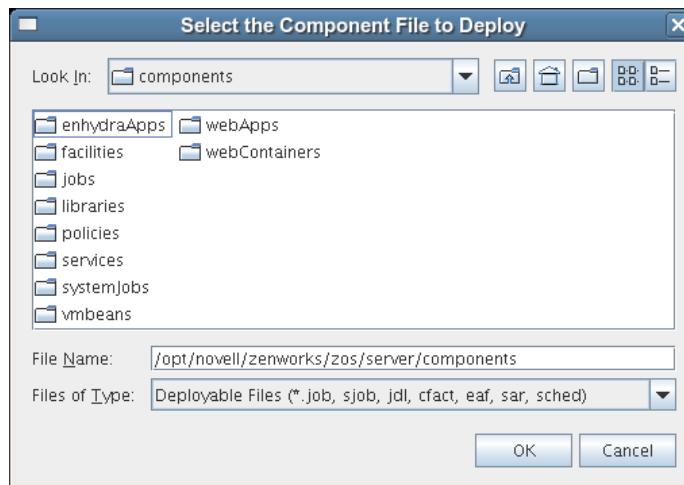 Select the Component File to Deploy
Look In: components
enhydraApps webApps
facilities webContainers
jobs
libraries
policies
services
systemJobs
vmbeans
File Name: /opt/novell/zenworks/zos/server/components
Files of Type: Deployable Files (*.job, sjob, jdl, cfact, eaf, sar, sched)
OK Cancel